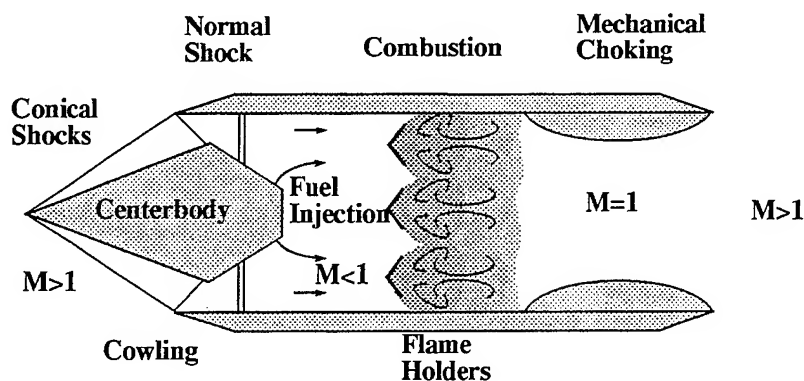 Normal
Shock
Combustion
Mechanical
Choking
Conical
Shocks
Centerbody
Fuel
Injection
M=1
M>1
M>1
M<1
Cowling
Flame
Holders